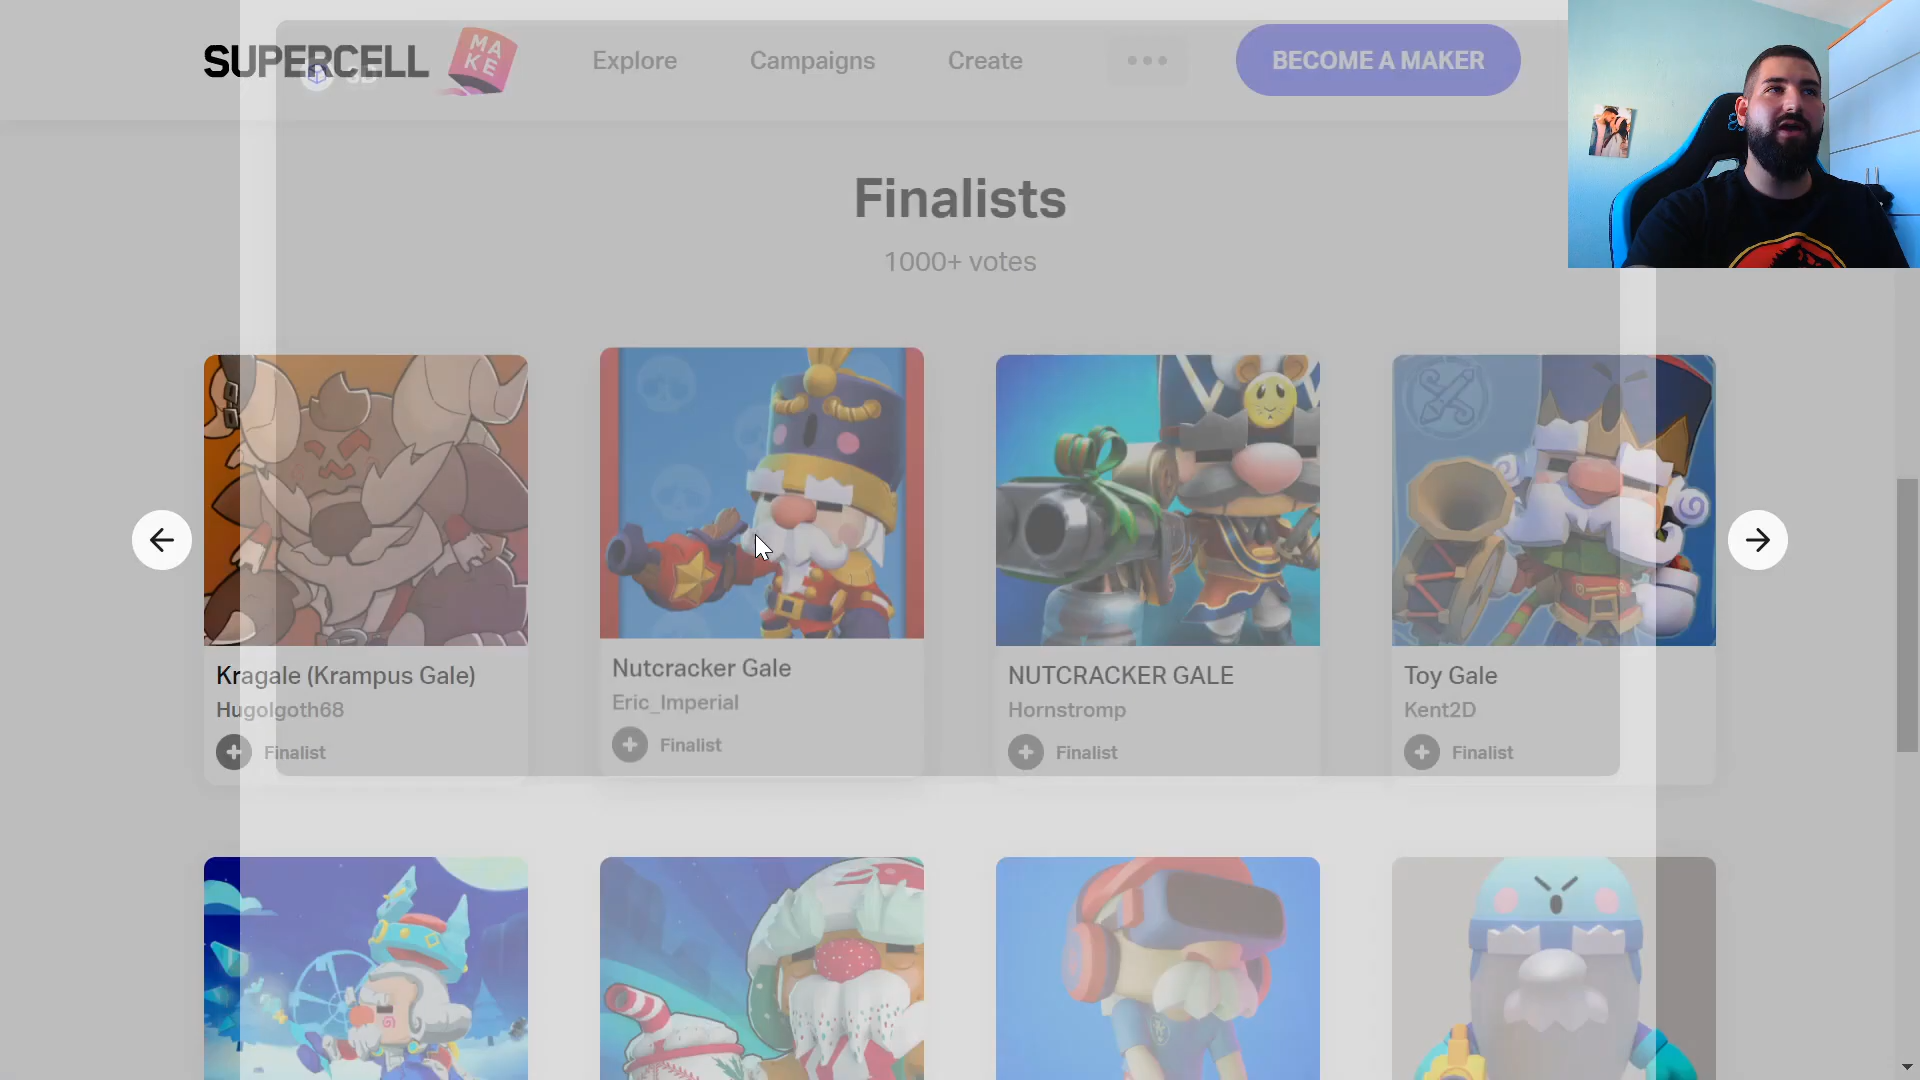 SUPERCELL
MA
KE
Explore
Campaigns
Create
BECOME A MAKER
3D
Finalists
1000+ votes
Kragale (Krampus Gale)
Hugolgoth68
Finalist
Nutcracker Gale
Eric_Imperial
Finalist
NUTCRACKER GALE
Hornstromp
Finalist
Toy Gale
Kent2D
Finalist